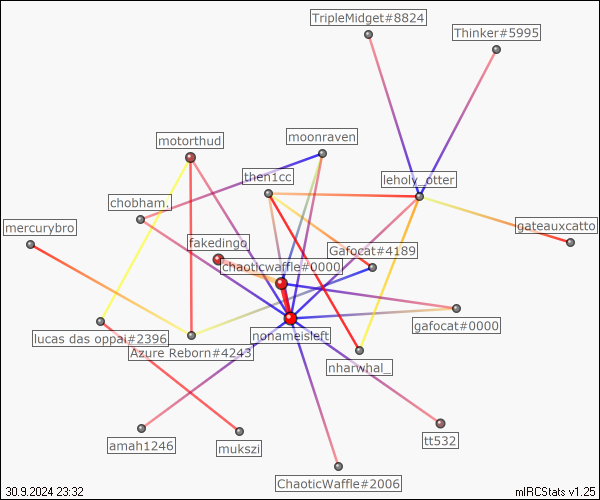 TripleMidget#8824
Thinker#5995
motorthud
moonraven
then1cc
leholy_otter
chobham.
mercurybro
gateauxcatto
fakedingo
Gafocat#4189
Chaoticwaffle#0000
gafocat#0000
lucas das oppai#2396
nonameisleft
Azure Reborn#4243
nharwhal_
amah1246
mukszi
tt532
ChaoticWaffle#2006
30.9.2024 23:32
mIRCStats v1.25